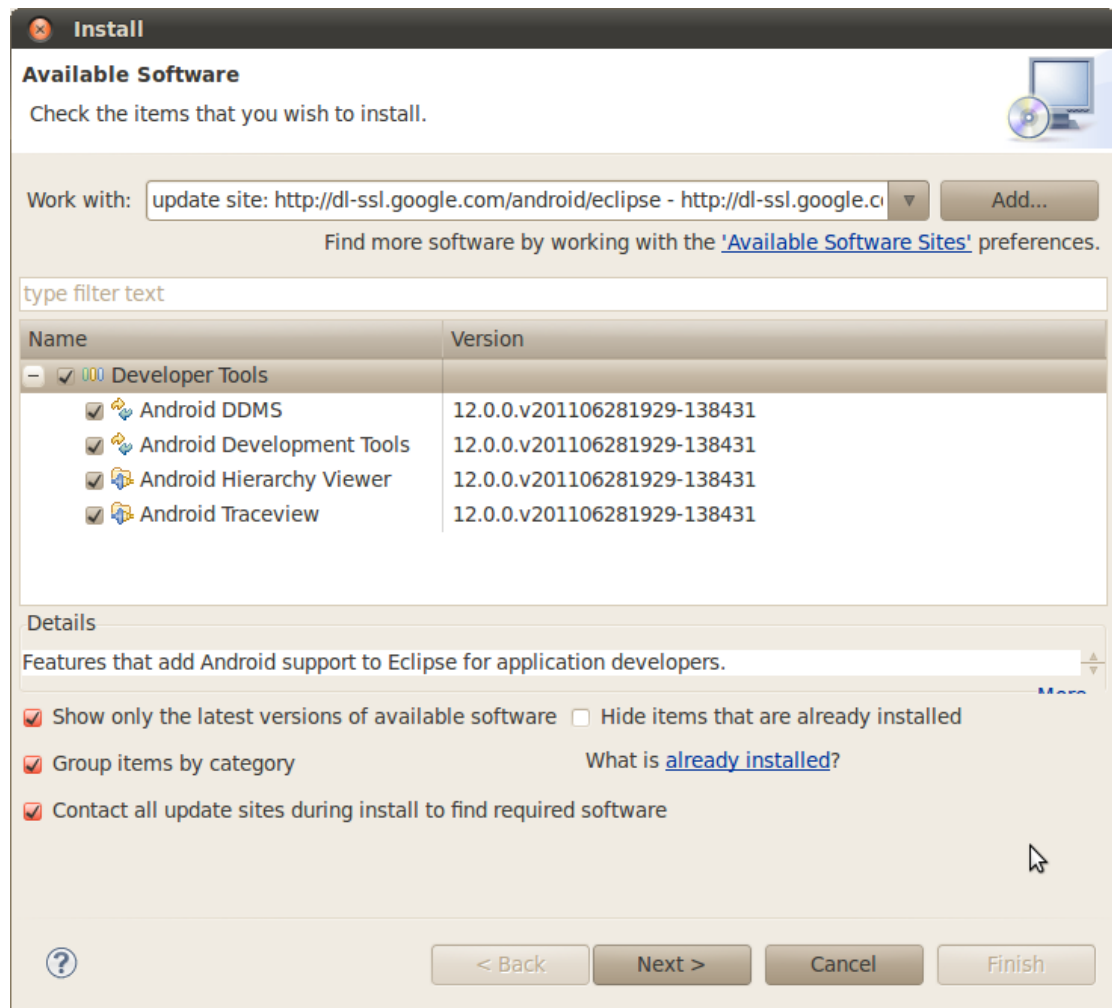 Install
Available Software
Check the items that you wish to install.
Work with: update site: http://dl-ssl.google.com/android/eclipse - http://dl-ssl.google.c Add...
Find more software by working with the 'Available Software Sites' preferences.
type filter text
Name Version
Developer Tools
Android DDMS 12.0.0.v201106281929-138431
Android Development Tools 12.0.0.v201106281929-138431
Android Hierarchy Viewer 12.0.0.v201106281929-138431
Android Traceview 12.0.0.v201106281929-138431
Details
Features that add Android support to Eclipse for application developers.
More
Show only the latest versions of available software Hide items that are already installed
Group items by category What is already installed?
Contact all update sites during install to find required software
? < Back Next > Cancel Finish